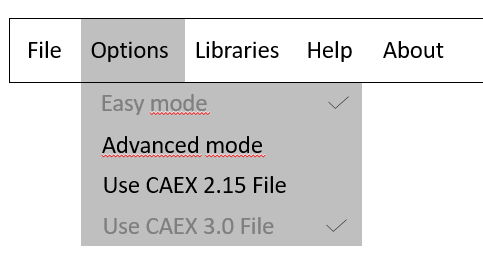 File Options Libraries Help About
Easy mode
Advanced mode
Use CAEX 2.15 File
Use CAEX 3.0 File